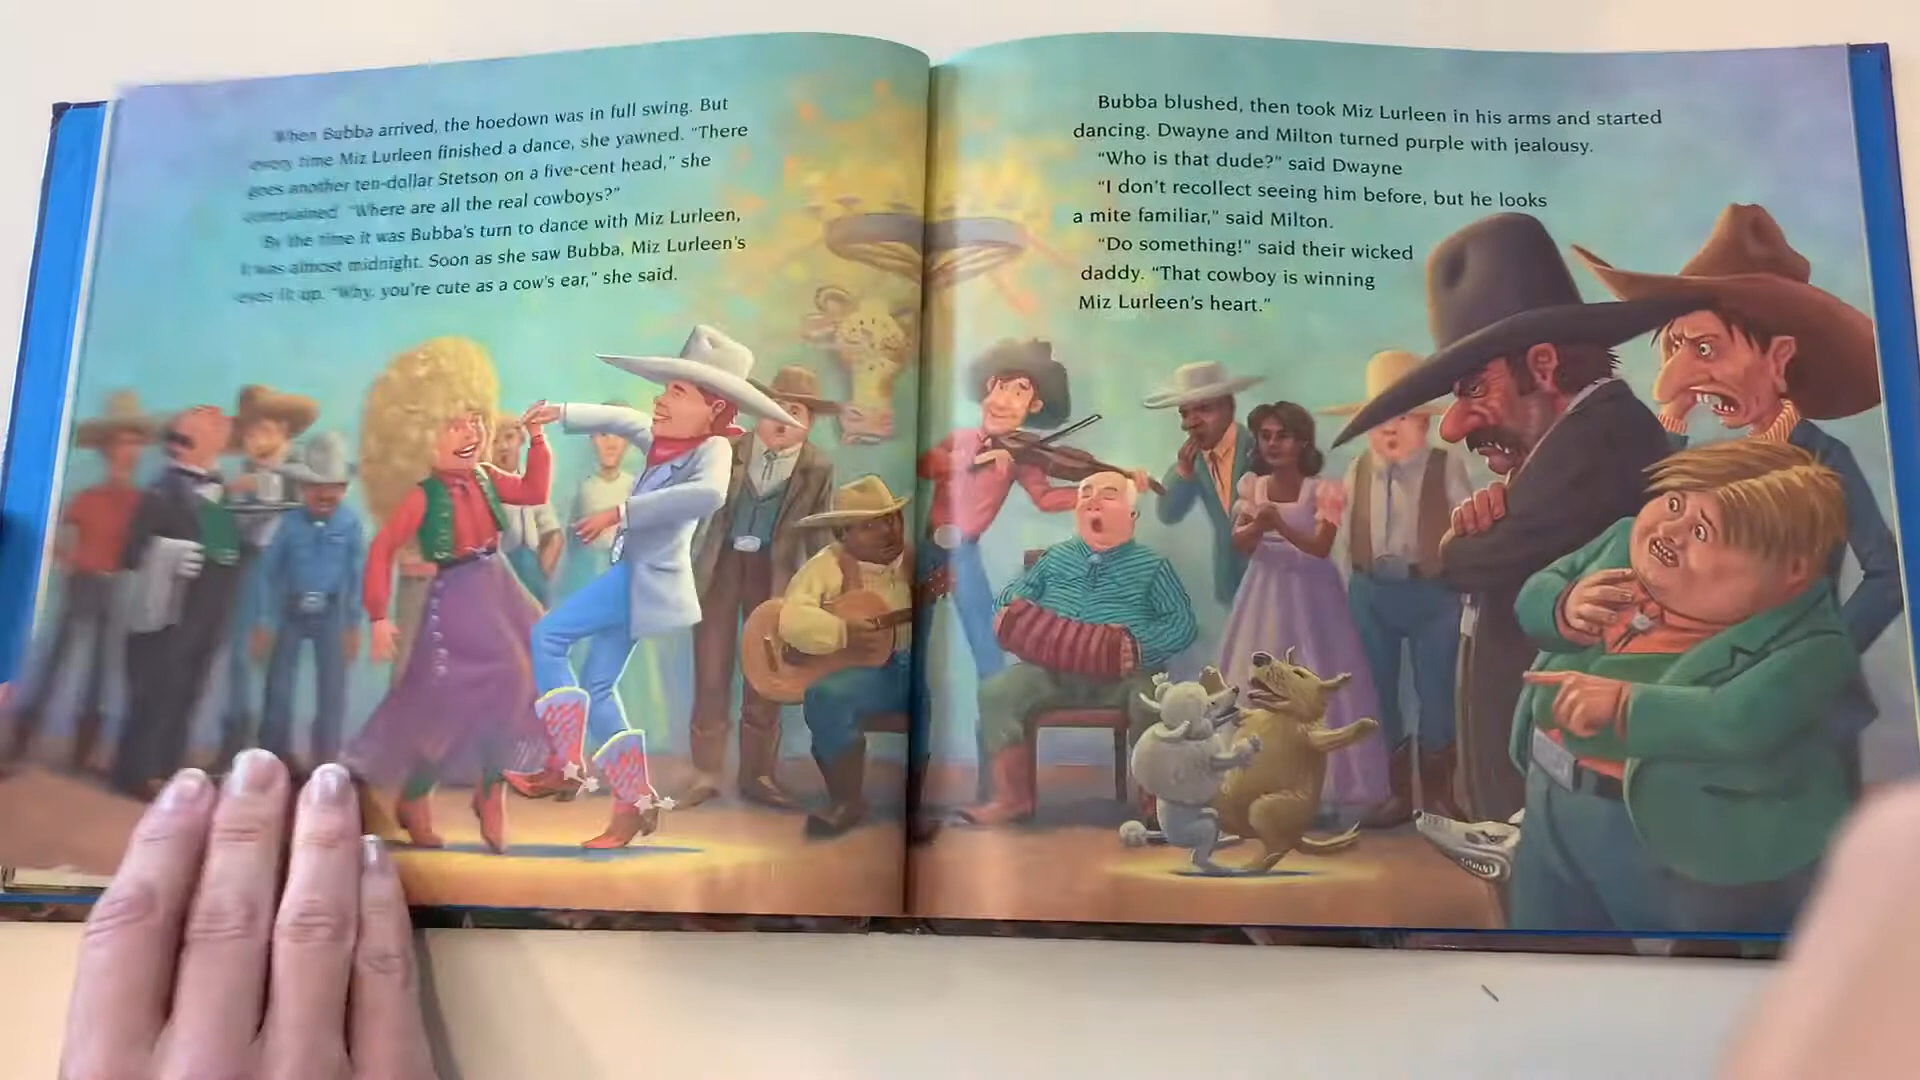 When Bubba arrived, the hoedown was in full swing. But
every time Miz Lurleen finished a dance, she yawned. "There
goes another ten-dollar Stetson on a five-cent head," she
complained. "Where are all the real cowboys?"
By the time it was Bubba's turn to dance with Miz Lurleen,
it was almost midnight. Soon as she saw Bubba, Miz Lurleen's
eyes lit up. "Why, you're cute as a cow's ear," she said.
Bubba blushed, then took Miz Lurleen in his arms and started
dancing. Dwayne and Milton turned purple with jealousy.
"Who is that dude?" said Dwayne
"I don't recollect seeing him before, but he looks
a mite familiar," said Milton.
"Do something!" said their wicked
daddy. "That cowboy is winning
Miz Lurleen's heart."